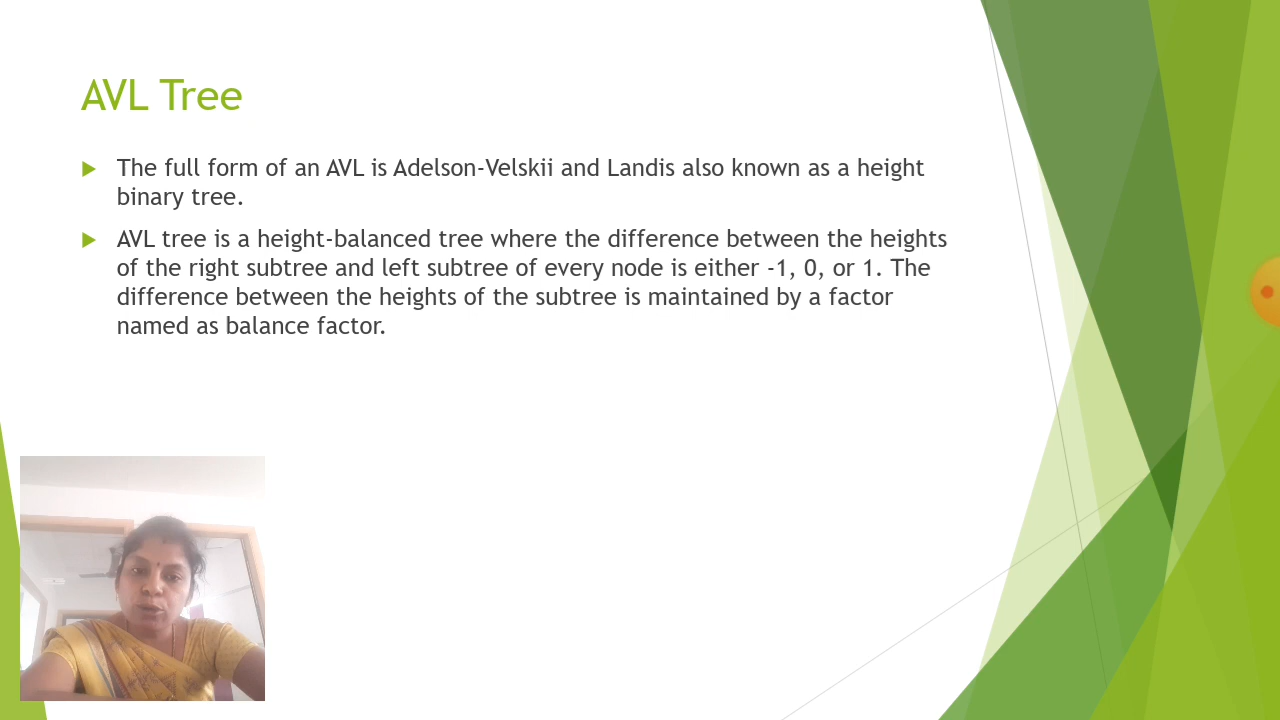 AVL Tree
The full form of an AVL is Adelson-Velskii and Landis also known as a height
binary tree.
AVL tree is a height-balanced tree where the difference between the heights
of the right subtree and left subtree of every node is either -1, 0, or 1. The
difference between the heights of the subtree is maintained by a factor
named as balance factor.